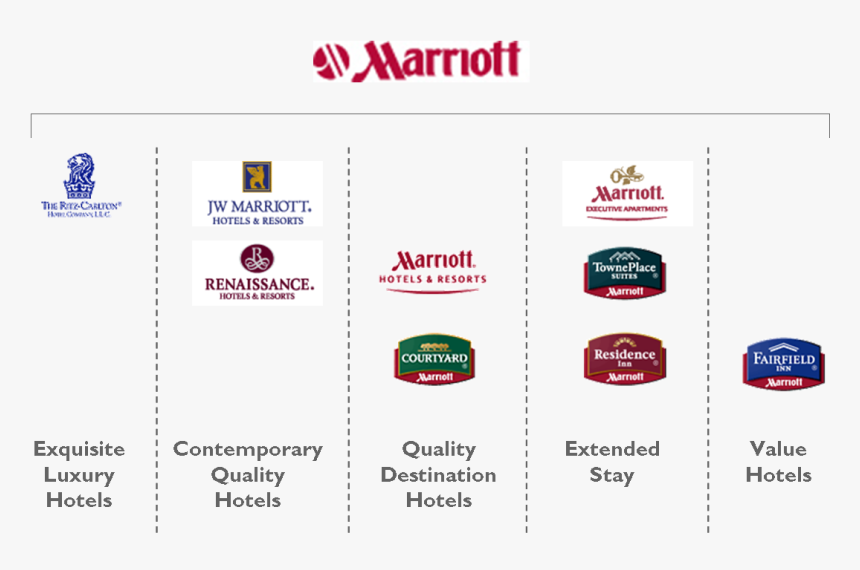 Marriott
THE RITZ-CARLTON®
HOTEL COMPANY, L.L.C.
JW MARRIOTT®
HOTELS & RESORTS
RENAISSANCE®
HOTELS & RESORTS
Marriott®
HOTELS & RESORTS
COURTYARD®
Marriott
Marriott®
EXECUTIVE APARTMENTS
TownePlace
SUITES®
Marriott
Residence
Inn®
Marriott
FAIRFIELD
INN®
Marriott
Exquisite
Luxury
Hotels
Contemporary
Quality
Hotels
Quality
Destination
Hotels
Extended
Stay
Value
Hotels